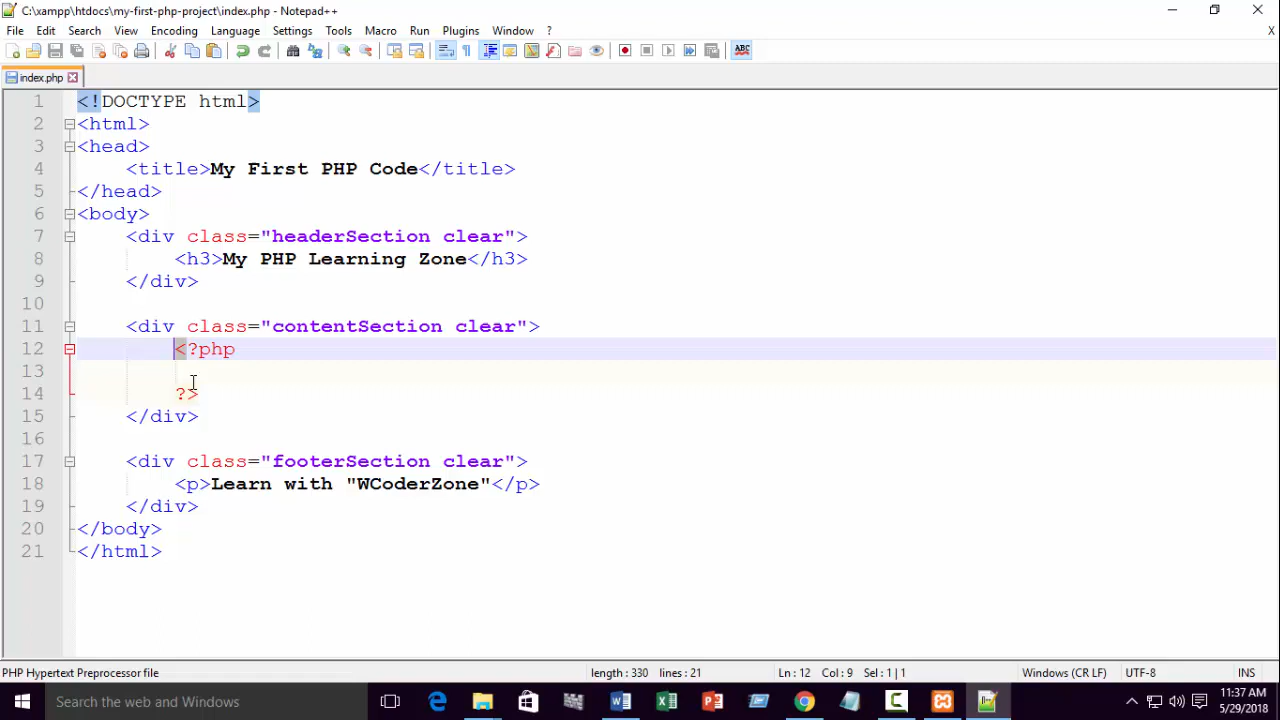 C:\xampp\htdocs\my-first-php-project\index.php - Notepad++
File Edit Search View Encoding Language Settings Tools Macro Run Plugins Window ? X
ABC
index.php
1 <!DOCTYPE html>
2 <html>
3 <head>
4 <title>My First PHP Code</title>
5 </head>
6 <body>
7 <div class="headerSection clear">
8 <h3>My PHP Learning Zone</h3>
9 </div>
10
11 <div class="contentSection clear">
12 <?php
13
14 ?>
15 </div>
16
17 <div class="footerSection clear">
18 <p>Learn with "WCoderZone"</p>
19 </div>
20 </body>
21 </html>
PHP Hypertext Preprocessor file length : 330 lines : 21 Ln : 12 Col : 9 Sel : 1 | 1 Windows (CR LF) UTF-8 INS
Search the web and Windows
11:37 AM
5/29/2018